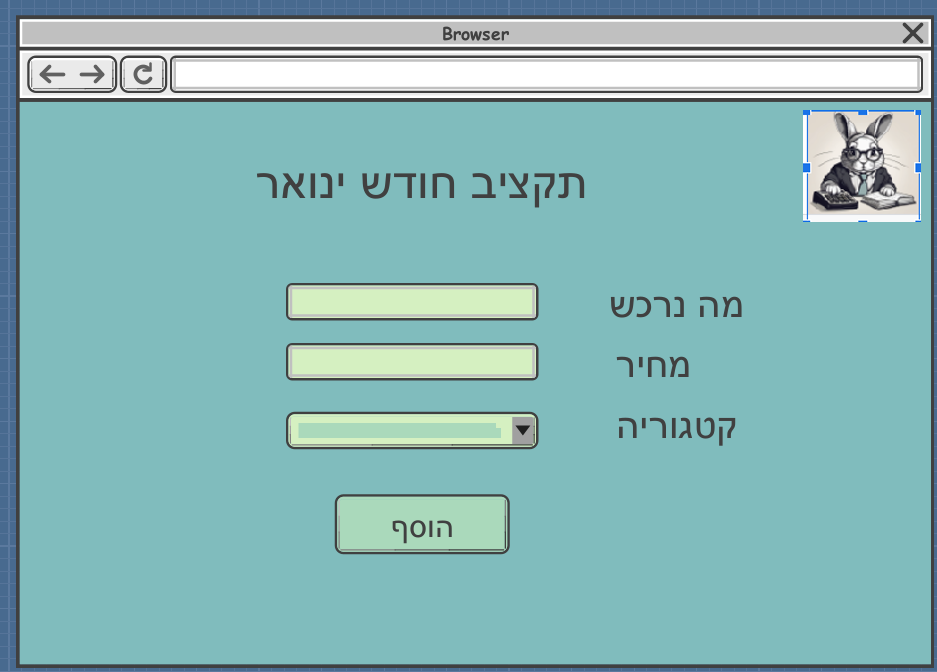 Browser
תקציב חודש ינואר
מה נרכש
מחיר
קטגוריה
הוסף